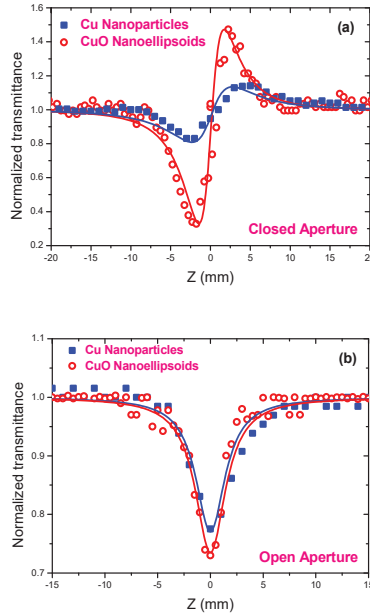 Cu Nanoparticles
CuO Nanoellipsoids
(a)
Normalized transmittance
1.6
1.4
1.2
1.0
0.8
0.6
0.4
0.2
Closed Aperture
-20 -15 -10 -5 0 5 10 15 20
Z (mm)
Cu Nanoparticles
CuO Nanoellipsoids
(b)
Normalized transmittance
1.1
1.0
0.9
0.8
0.7
Open Aperture
-15 -10 -5 0 5 10 15
Z (mm)